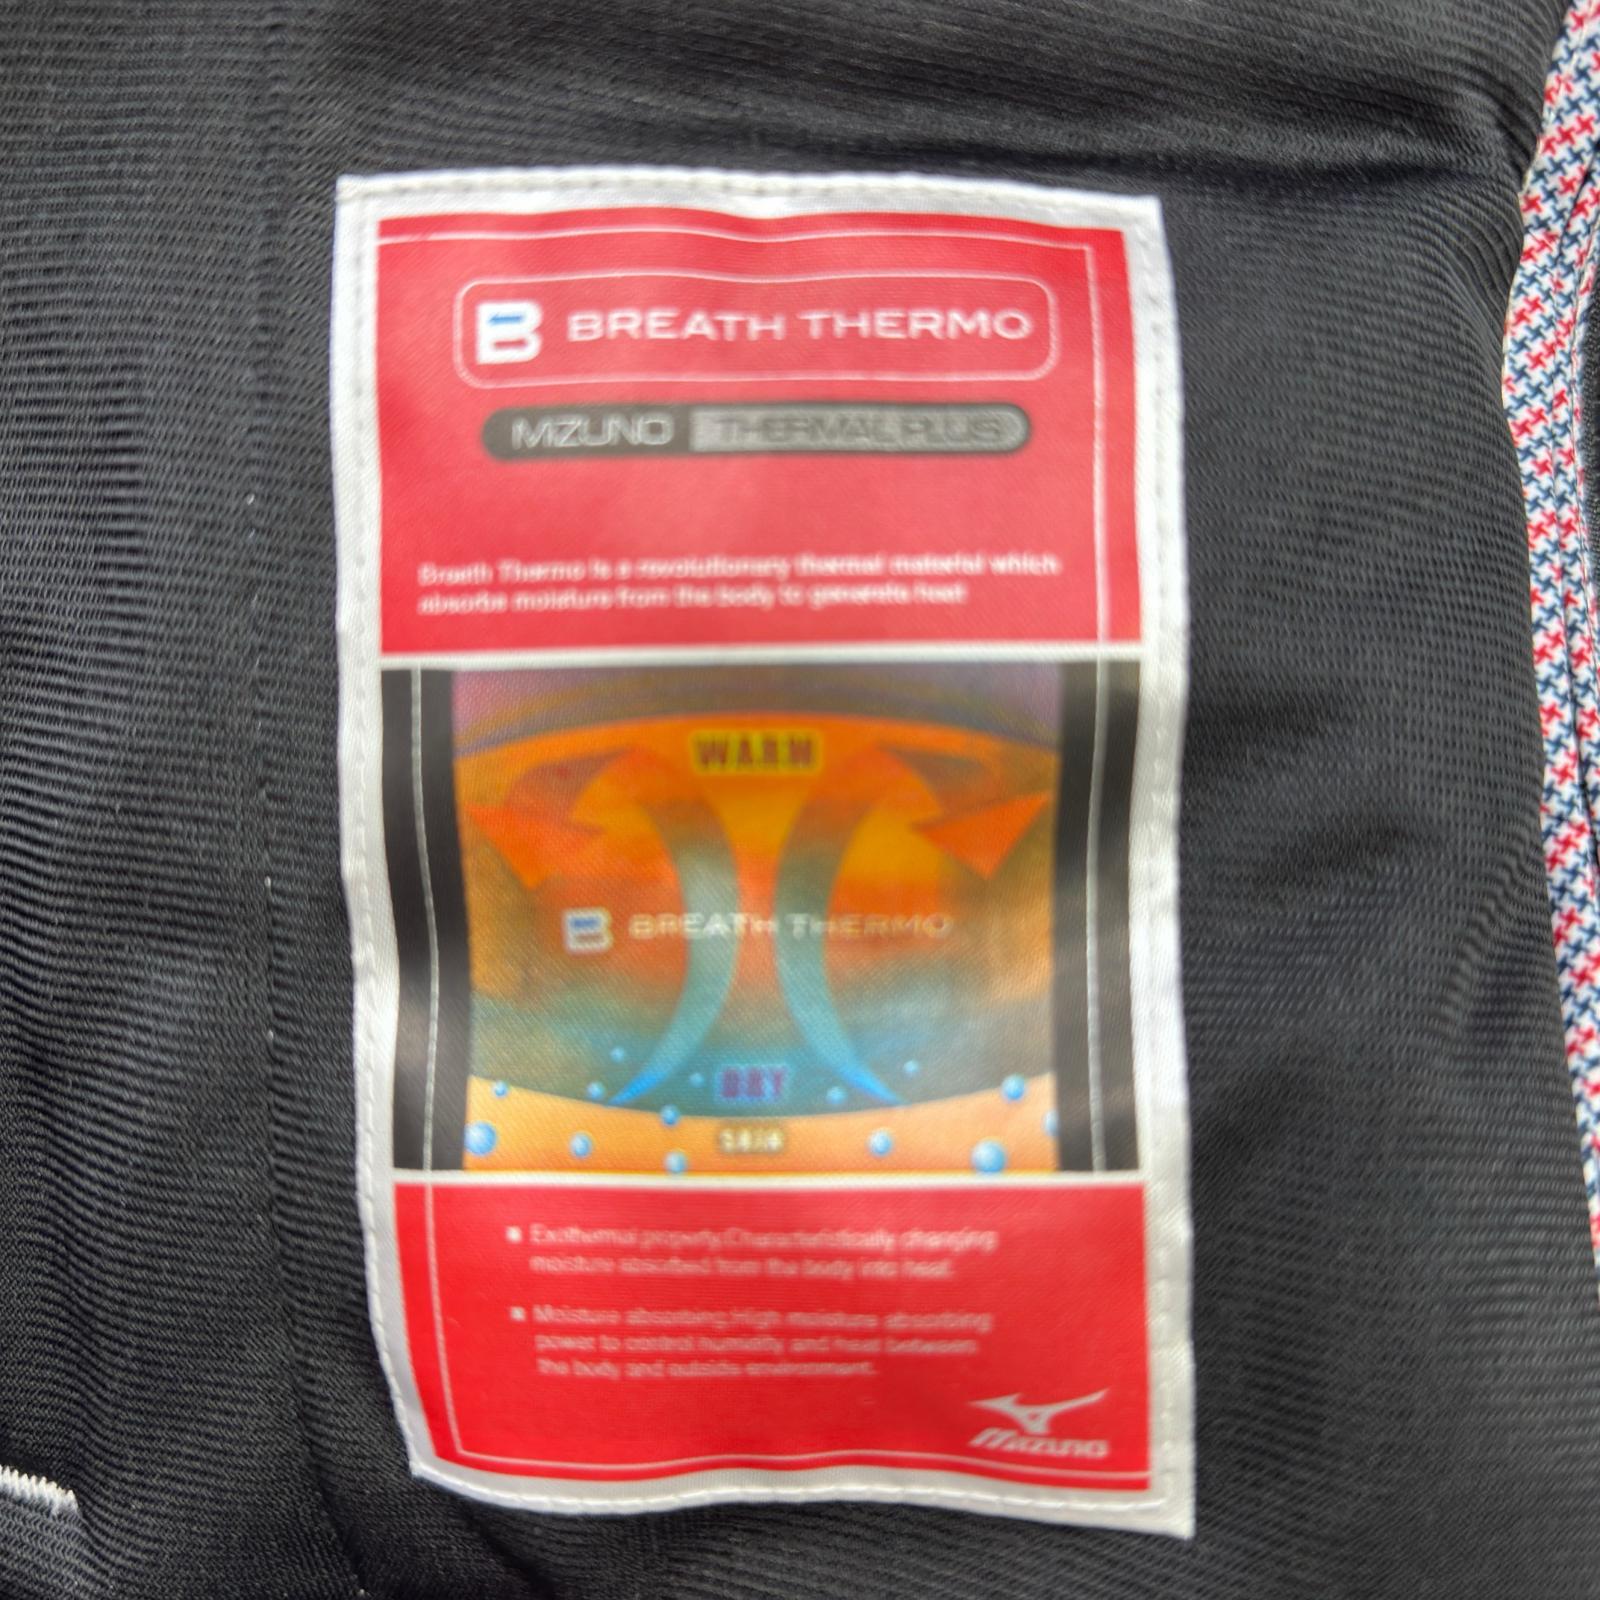 B BREATH THERMO
MIZUNO THERMAL PLUS
Breath Thermo is a revolutionary thermal material which
absorbs moisture from the body to generate heat
WARM
B BREATH THERMO
DRY
SKIN
■ Exothermal property:Characteristically changing
moisture absorbed from the body into heat.
■ Moisture absorbing:High moisture absorbing
power to control humidity and heat between
the body and outside environment.
MIZUNO